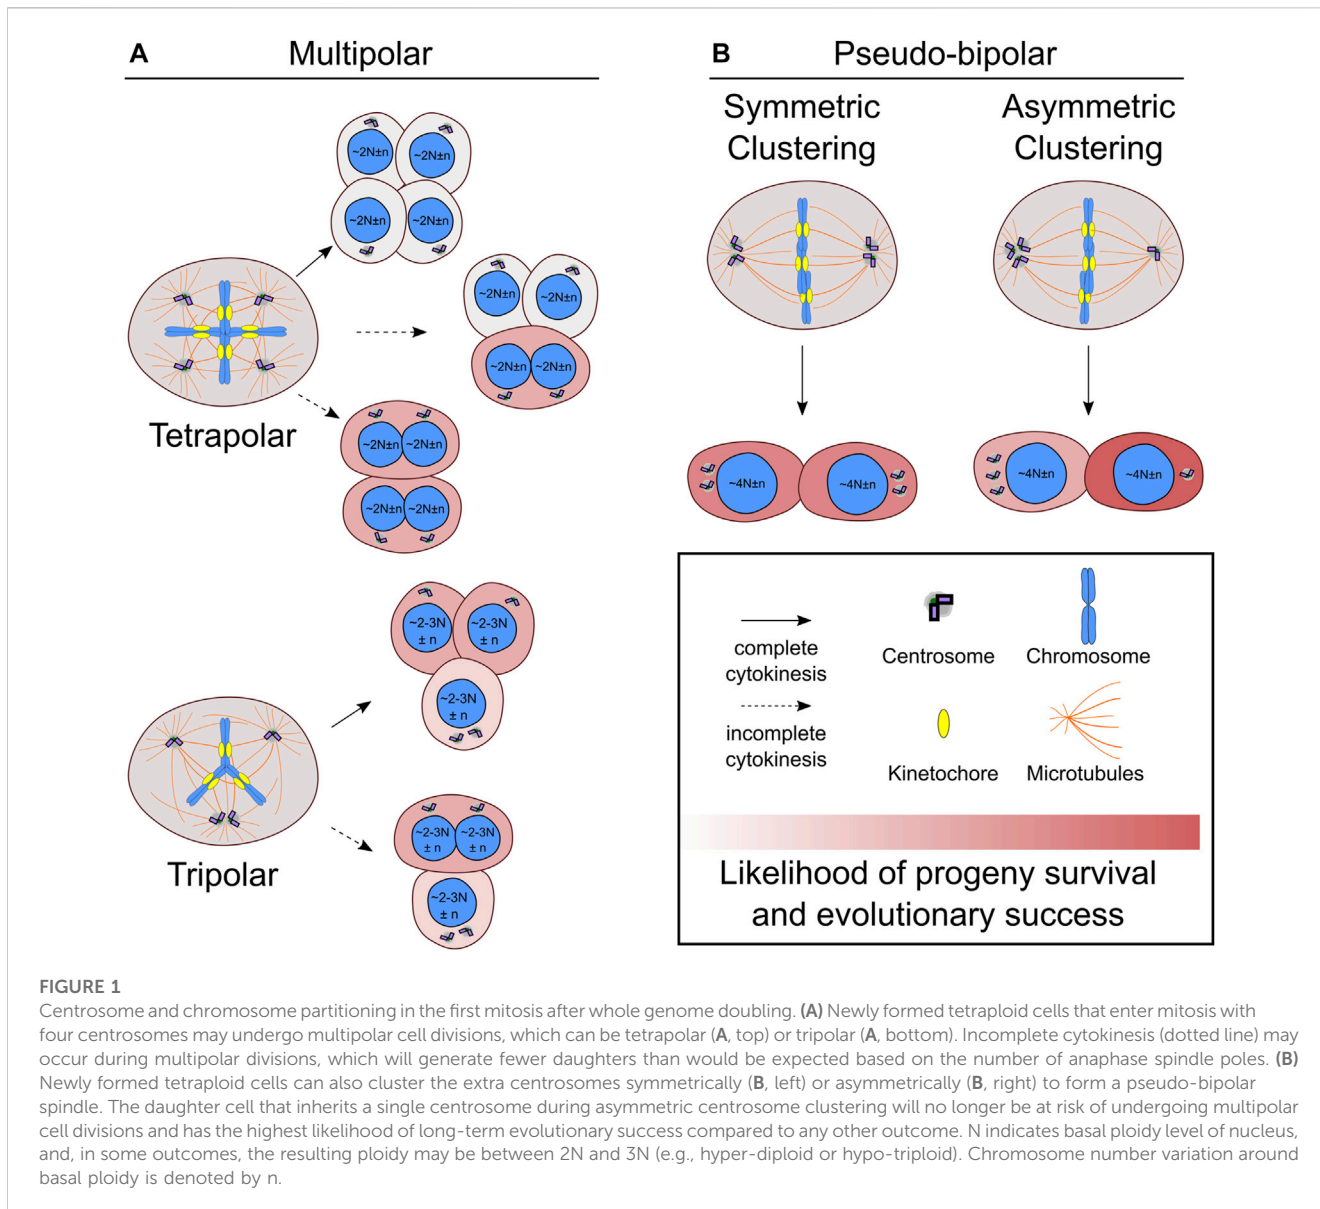 A
Multipolar
~2N±n
~2N±n
~2N±n
~2N±n
~2N±n
~2N±n
~2N±n
~2N±n
Tetrapolar
~2N±n
~2N±n
~2N±n
~2N±n
~2-3N
± n
~2-3N
± n
~2-3N
± n
Tripolar
~2-3N
± n
~2-3N
± n
~2-3N
± n
B
Pseudo-bipolar
Symmetric
Clustering
Asymmetric
Clustering
~4N±n
~4N±n
~4N±n
~4N±n
complete
cytokinesis
Centrosome
Chromosome
incomplete
cytokinesis
Kinetochore
Microtubules
Likelihood of progeny survival
and evolutionary success
FIGURE 1
Centrosome and chromosome partitioning in the first mitosis after whole genome doubling. (A) Newly formed tetraploid cells that enter mitosis with
four centrosomes may undergo multipolar cell divisions, which can be tetrapolar (A, top) or tripolar (A, bottom). Incomplete cytokinesis (dotted line) may
occur during multipolar divisions, which will generate fewer daughters than would be expected based on the number of anaphase spindle poles. (B)
Newly formed tetraploid cells can also cluster the extra centrosomes symmetrically (B, left) or asymmetrically (B, right) to form a pseudo-bipolar
spindle. The daughter cell that inherits a single centrosome during asymmetric centrosome clustering will no longer be at risk of undergoing multipolar
cell divisions and has the highest likelihood of long-term evolutionary success compared to any other outcome. N indicates basal ploidy level of nucleus,
and, in some outcomes, the resulting ploidy may be between 2N and 3N (e.g., hyper-diploid or hypo-triploid). Chromosome number variation around
basal ploidy is denoted by n.